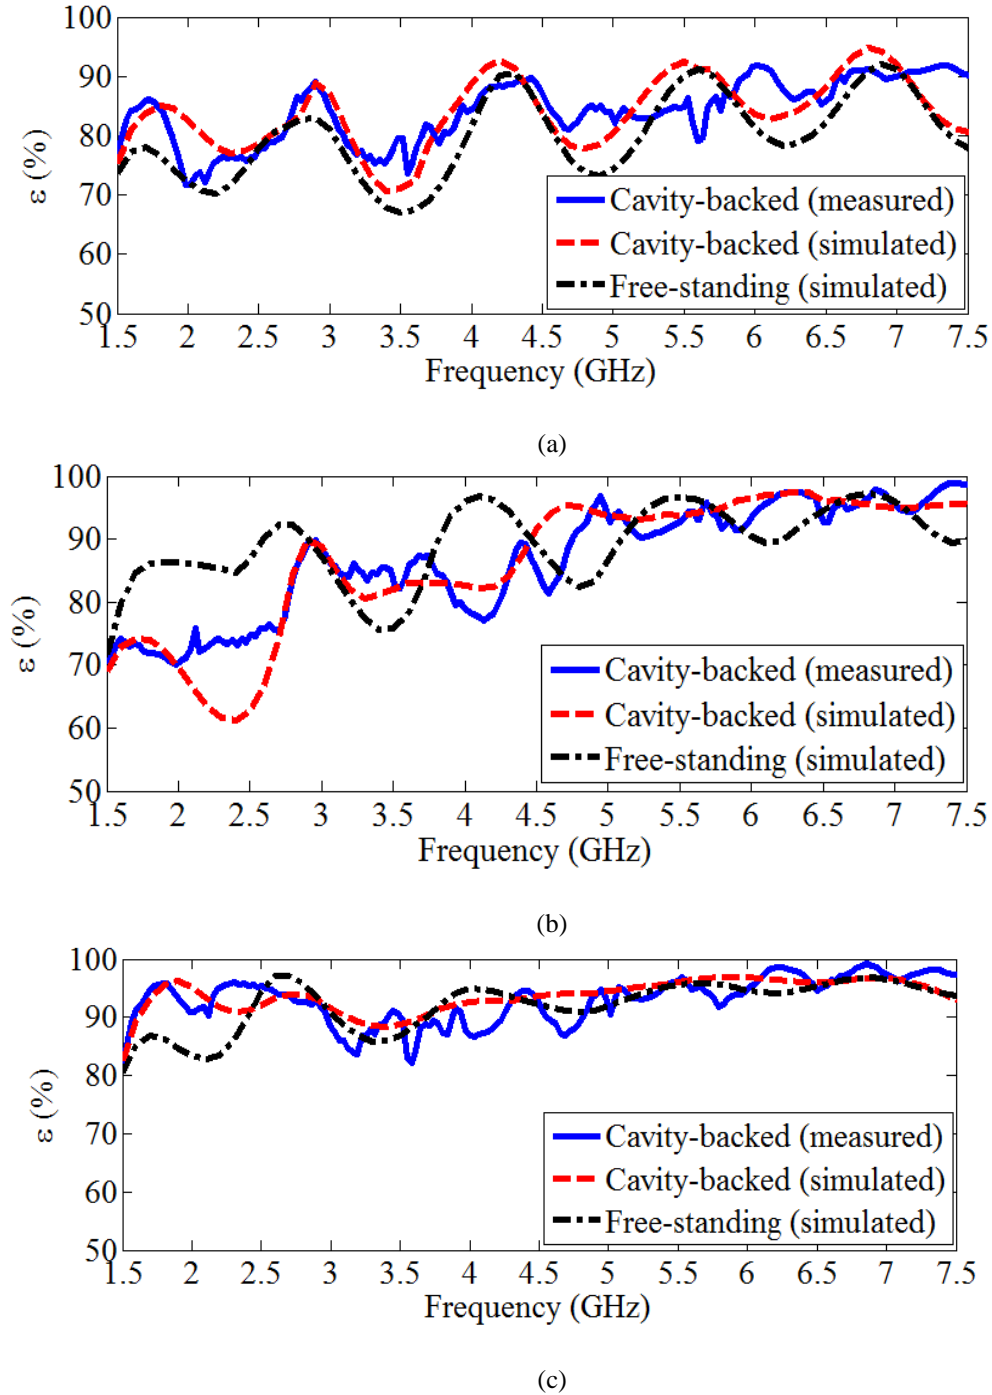 100
90
80
70
60
50
ε (%)
1.5 2 2.5 3 3.5 4 4.5 5 5.5 6 6.5 7 7.5
Frequency (GHz)
Cavity-backed (measured)
Cavity-backed (simulated)
Free-standing (simulated)
(a)
100
90
80
70
60
50
ε (%)
1.5 2 2.5 3 3.5 4 4.5 5 5.5 6 6.5 7 7.5
Frequency (GHz)
Cavity-backed (measured)
Cavity-backed (simulated)
Free-standing (simulated)
(b)
100
90
80
70
60
50
ε (%)
1.5 2 2.5 3 3.5 4 4.5 5 5.5 6 6.5 7 7.5
Frequency (GHz)
Cavity-backed (measured)
Cavity-backed (simulated)
Free-standing (simulated)
(c)